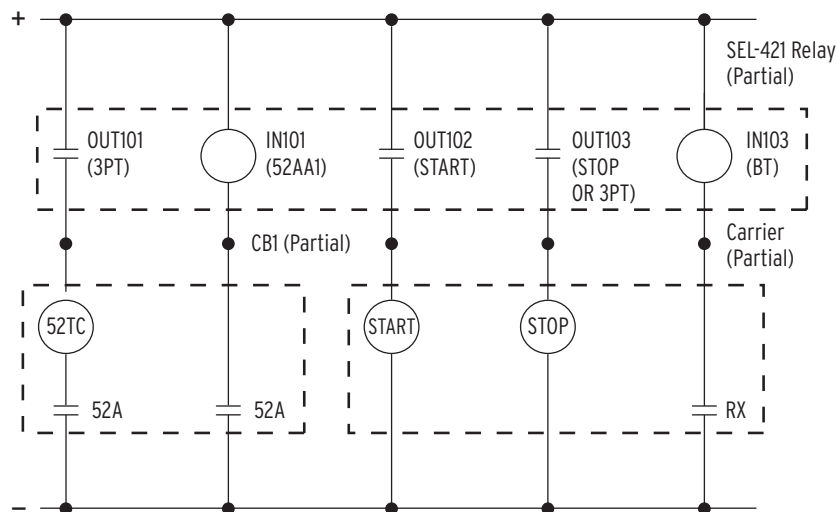 +
SEL-421 Relay
(Partial)
OUT101
(3PT)
IN101
(52AA1)
OUT102
(START)
OUT103
(STOP
OR 3PT)
IN103
(BT)
CB1 (Partial)
Carrier
(Partial)
52TC
START
STOP
52A
52A
RX
–